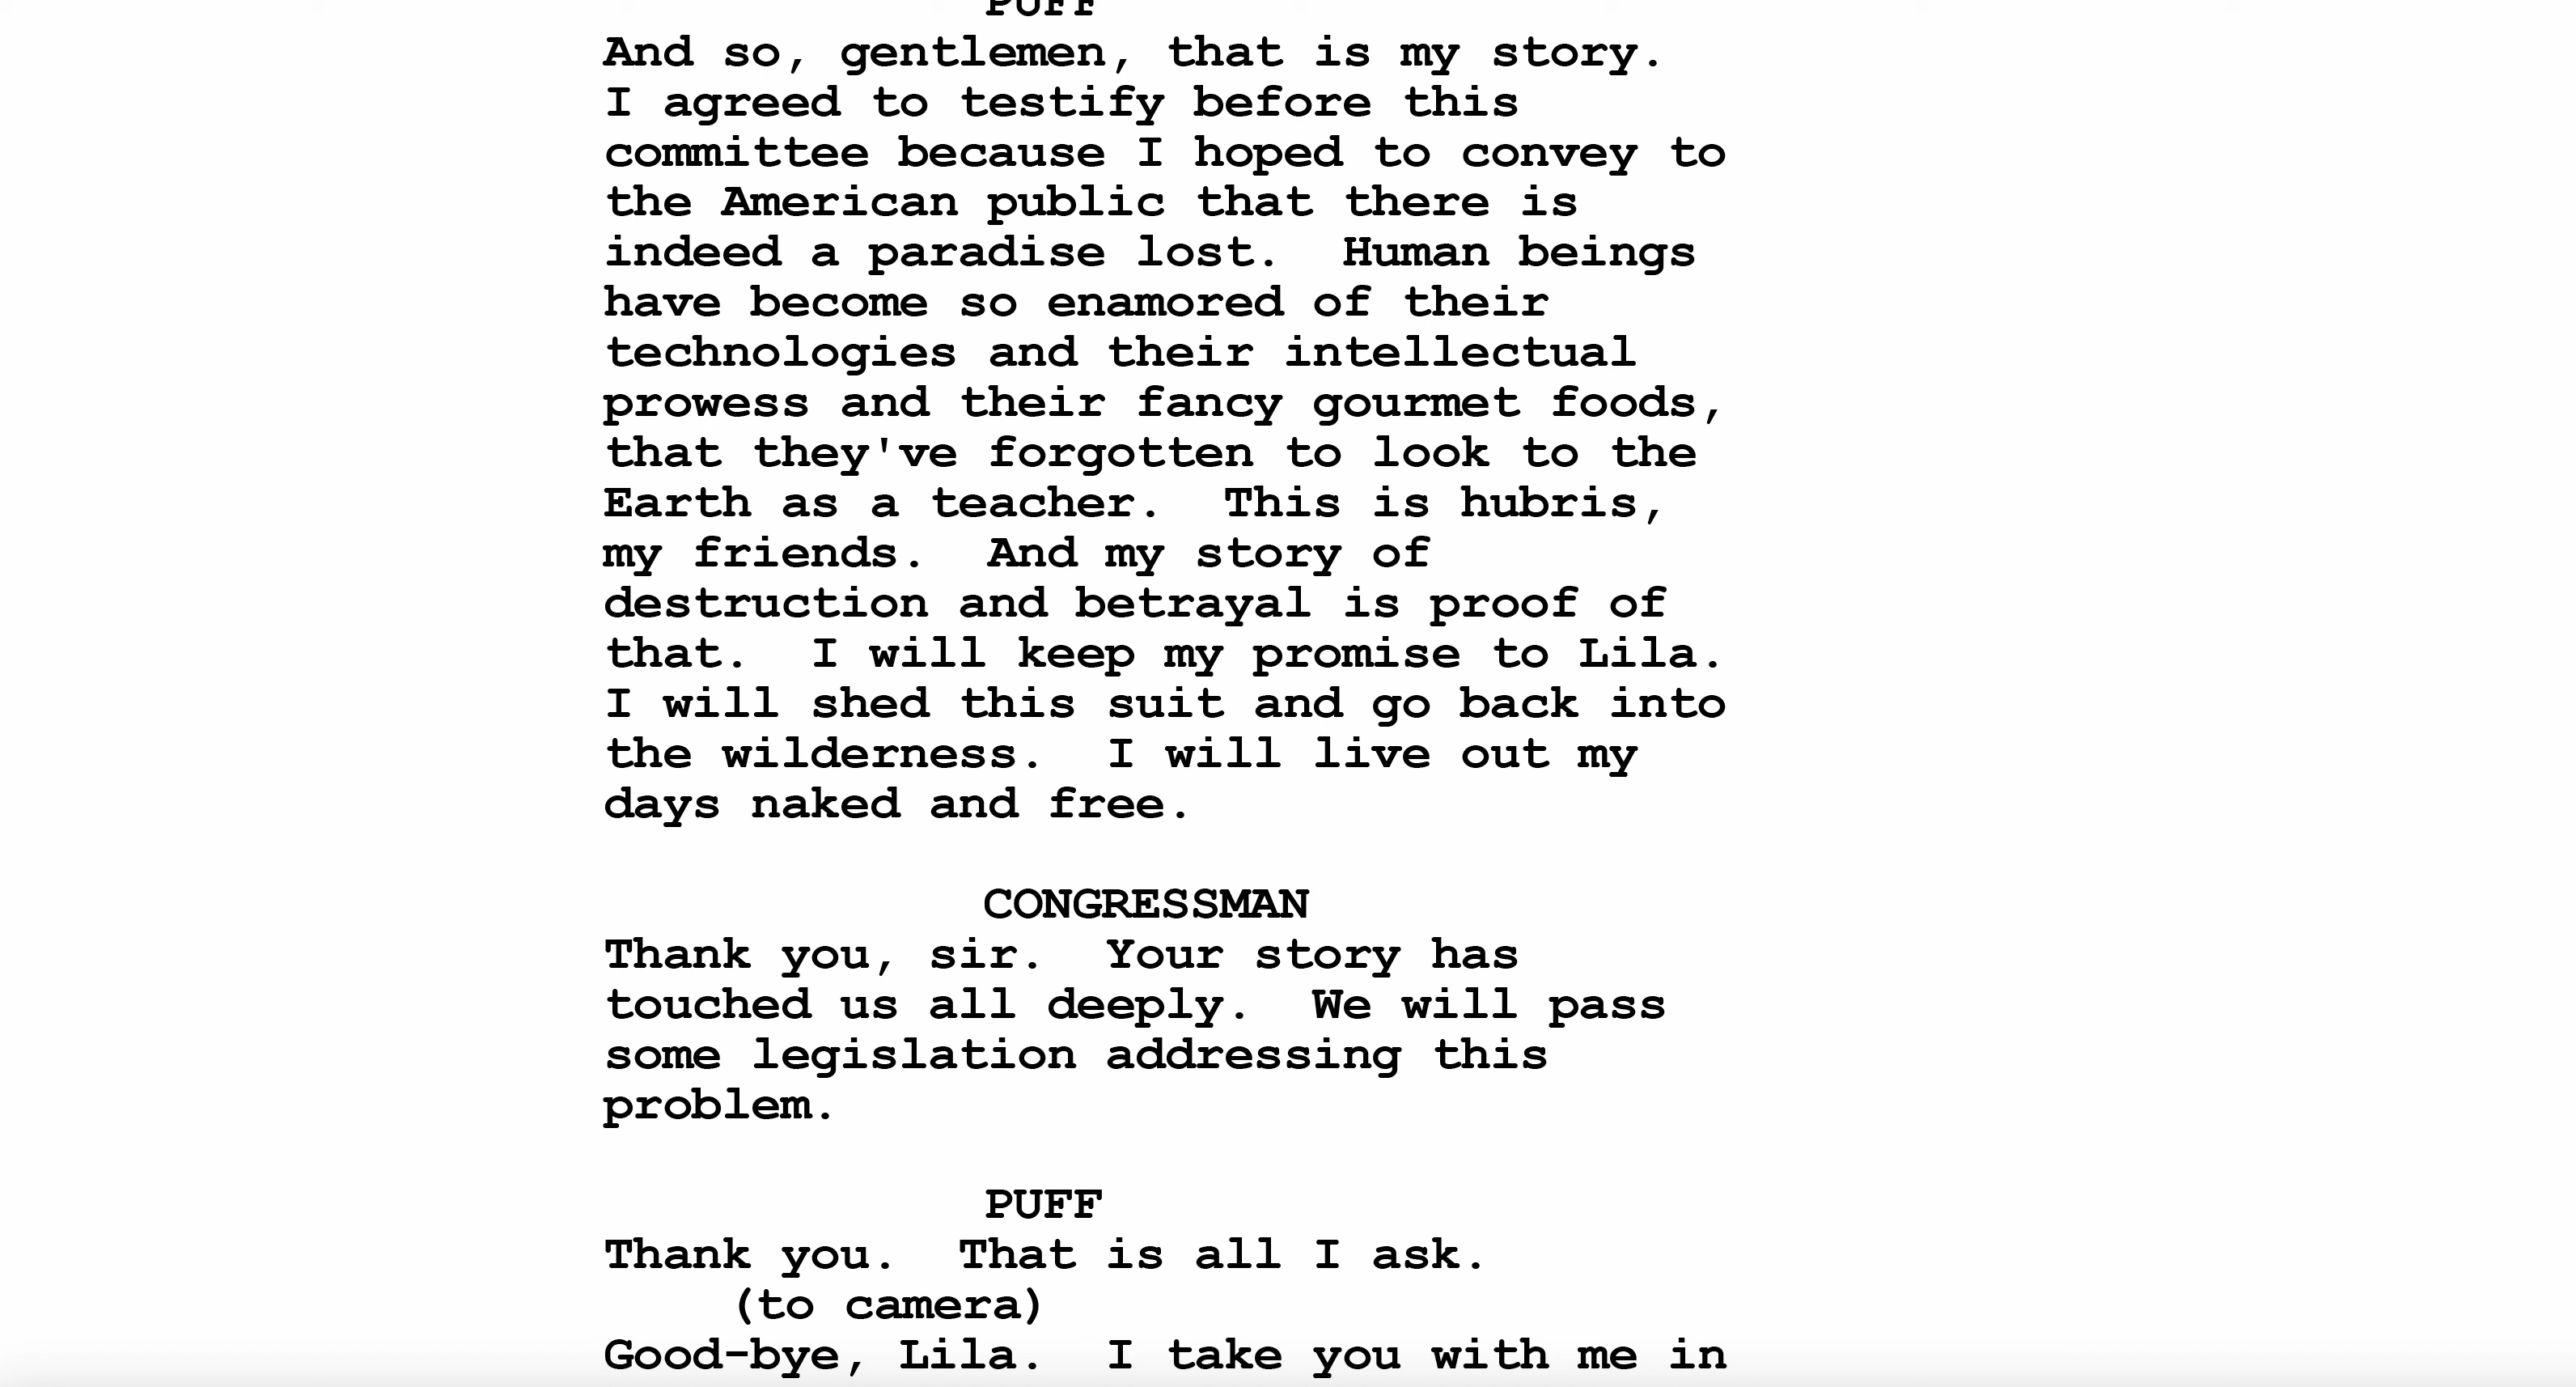 PUFF
And so, gentlemen, that is my story.
I agreed to testify before this
committee because I hoped to convey to
the American public that there is
indeed a paradise lost.  Human beings
have become so enamored of their
technologies and their intellectual
prowess and their fancy gourmet foods,
that they've forgotten to look to the
Earth as a teacher.  This is hubris,
my friends.  And my story of
destruction and betrayal is proof of
that.  I will keep my promise to Lila.
I will shed this suit and go back into
the wilderness.  I will live out my
days naked and free.
CONGRESSMAN
Thank you, sir.  Your story has
touched us all deeply.  We will pass
some legislation addressing this
problem.
PUFF
Thank you.  That is all I ask.
(to camera)
Good-bye, Lila.  I take you with me in